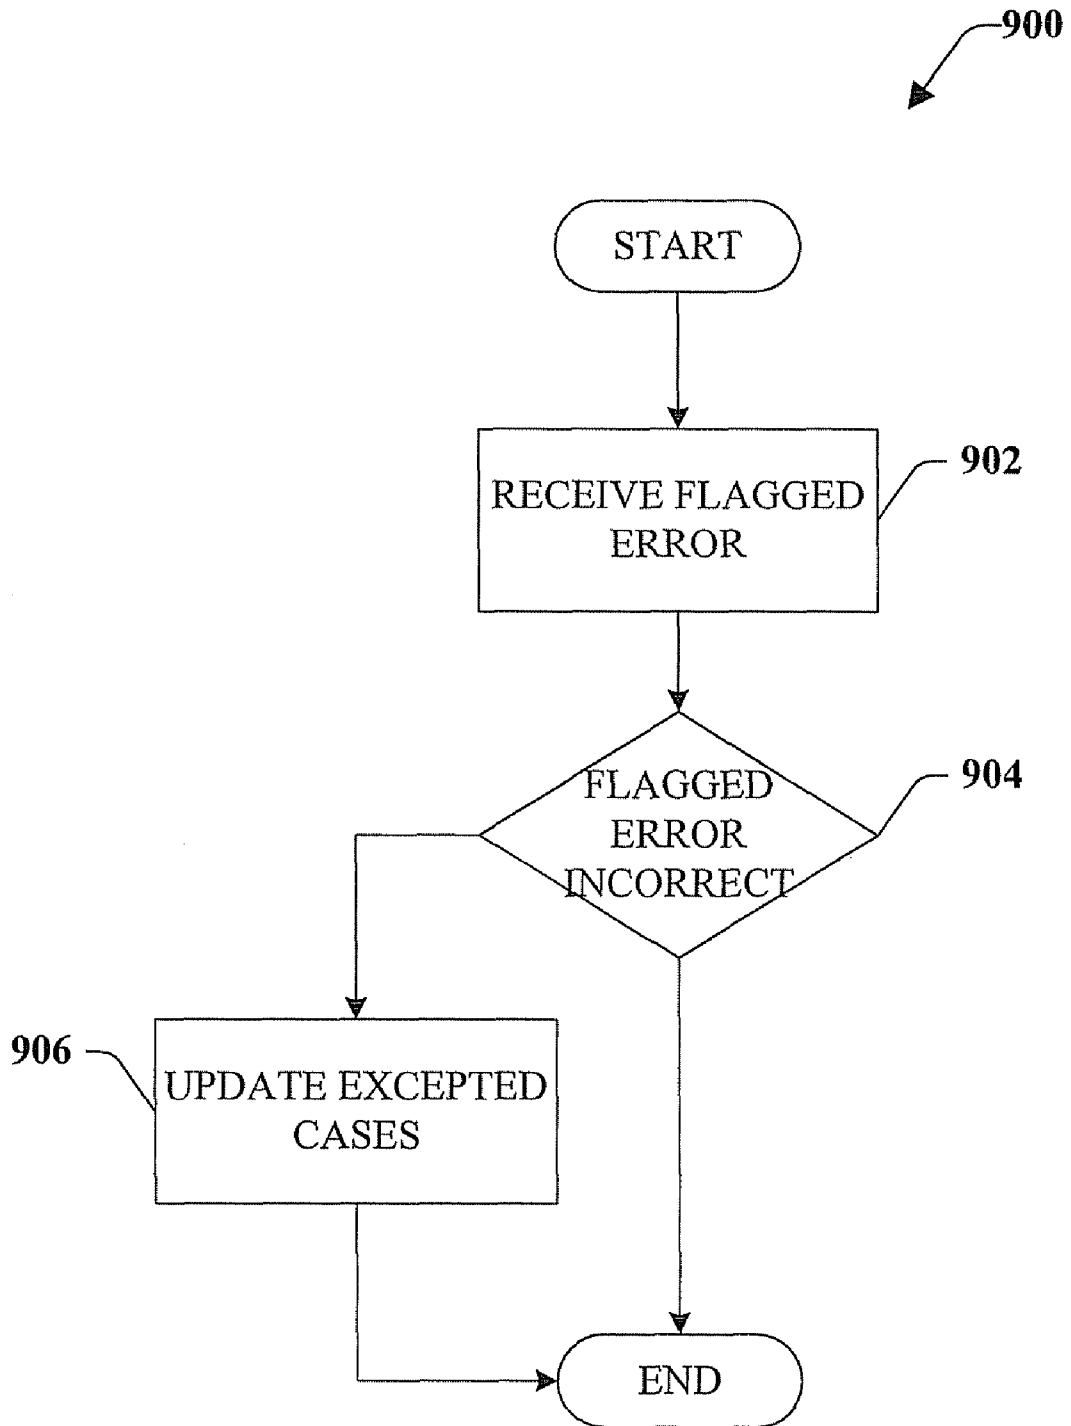 900
START
RECEIVE FLAGGED
ERROR
902
FLAGGED
ERROR
INCORRECT
904
906
UPDATE EXCEPTED
CASES
END